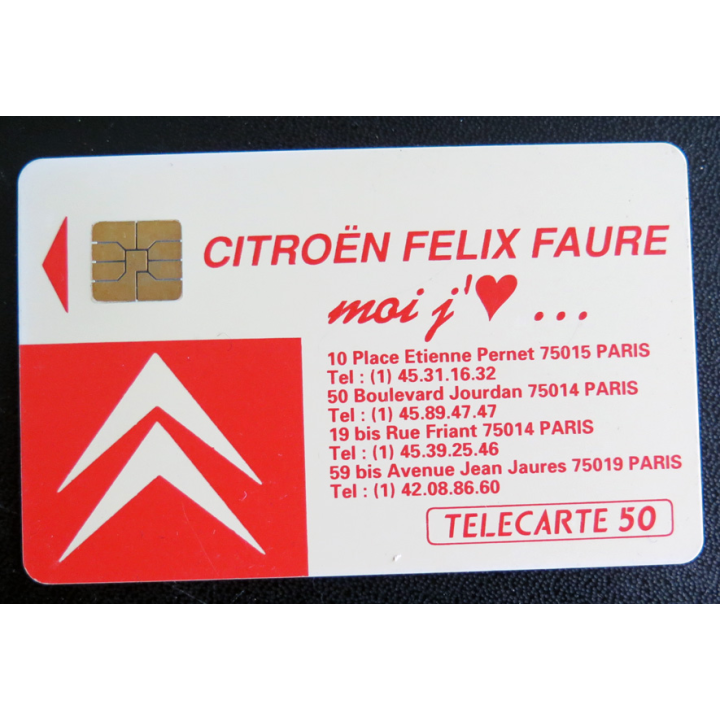 CITROËN FELIX FAURE
moi j'♥ ...
10 Place Etienne Pernet 75015 PARIS
Tel : (1) 45.31.16.32
50 Boulevard Jourdan 75014 PARIS
Tel : (1) 45.89.47.47
19 bis Rue Friant 75014 PARIS
Tel : (1) 45.39.25.46
59 bis Avenue Jean Jaures 75019 PARIS
Tel : (1) 42.08.86.60
TELECARTE 50